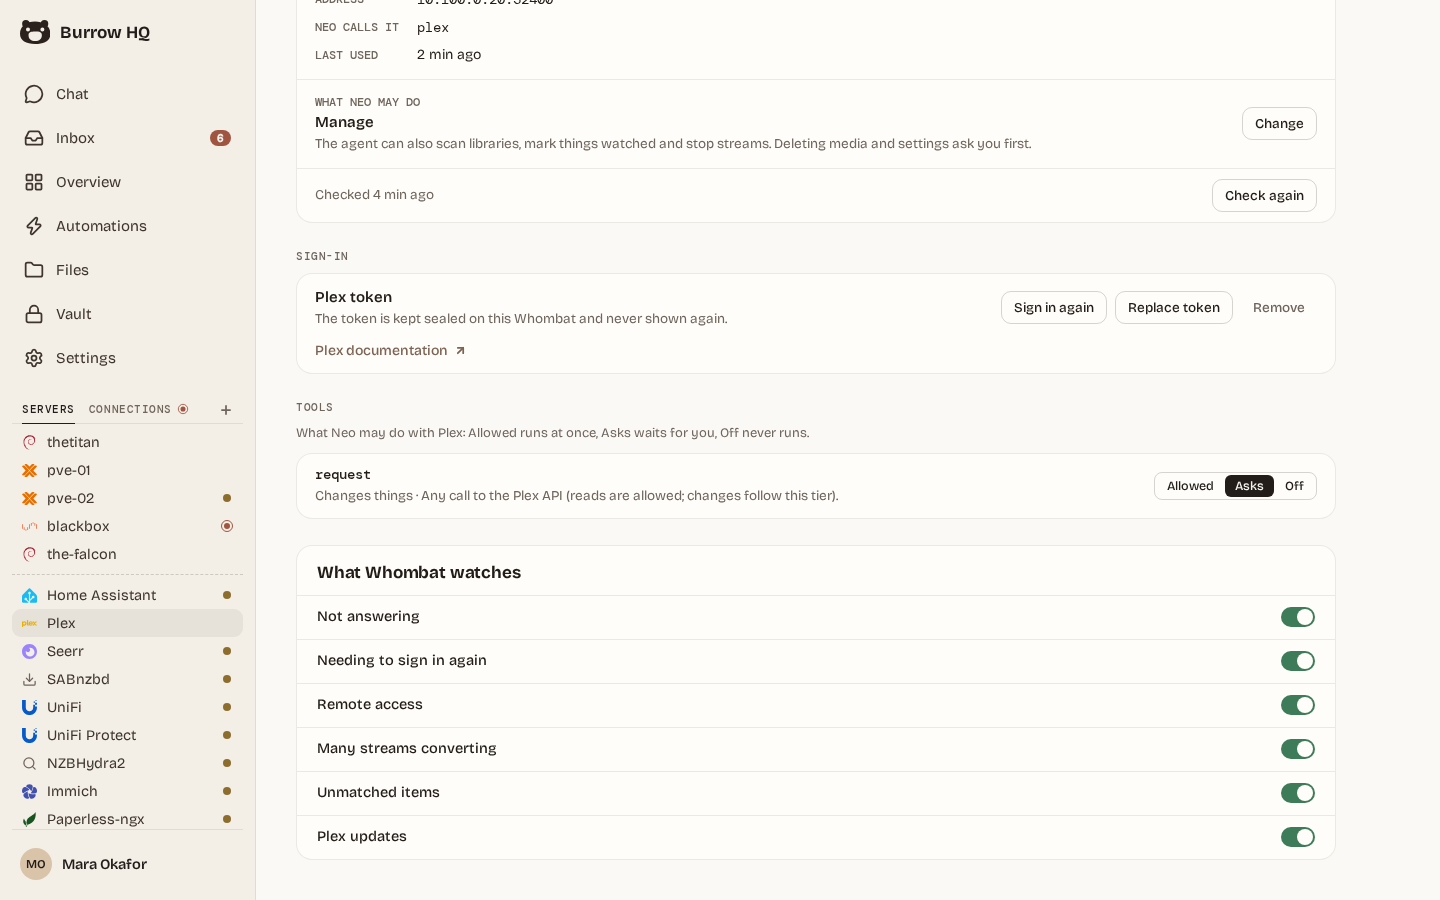 Burrow HQ
Chat
Inbox
6
Overview
Automations
Files
Vault
Settings
SERVERS
CONNECTIONS
thetitan
pve-01
pve-02
blackbox
the-falcon
Home Assistant
Plex
Seerr
SABnzbd
UniFi
UniFi Protect
NZBHydra2
Immich
Paperless-ngx
MO
Mara Okafor
ADDRESS 10.100.0.20:32400
NEO CALLS IT plex
LAST USED 2 min ago
WHAT NEO MAY DO
Manage
The agent can also scan libraries, mark things watched and stop streams. Deleting media and settings ask you first.
Change
Checked 4 min ago
Check again
SIGN-IN
Plex token
The token is kept sealed on this Whombat and never shown again.
Sign in again
Replace token
Remove
Plex documentation
TOOLS
What Neo may do with Plex: Allowed runs at once, Asks waits for you, Off never runs.
request
Changes things · Any call to the Plex API (reads are allowed; changes follow this tier).
Allowed
Asks
Off
What Whombat watches
Not answering
Needing to sign in again
Remote access
Many streams converting
Unmatched items
Plex updates